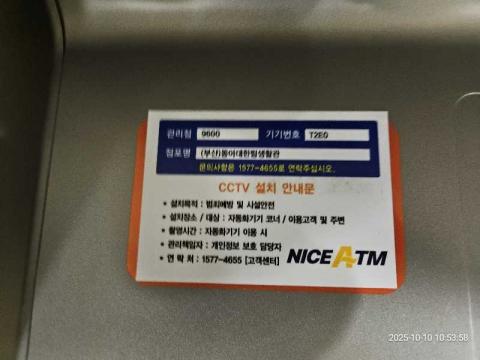 관리점 9600 기기번호 T2E0
점포명 (부산)동아대한림생활관
문의사항은 1577-4655로 연락주십시오.
CCTV 설치 안내문
• 설치목적 : 범죄예방 및 시설안전
• 설치장소 / 대상 : 자동화기기 코너 / 이용고객 및 주변
• 촬영시간 : 자동화기기 이용 시
• 관리책임자 : 개인정보 보호 담당자
• 연 락 처 : 1577-4655 [고객센터]
NICE ATM
2025-10-10 10:53:58